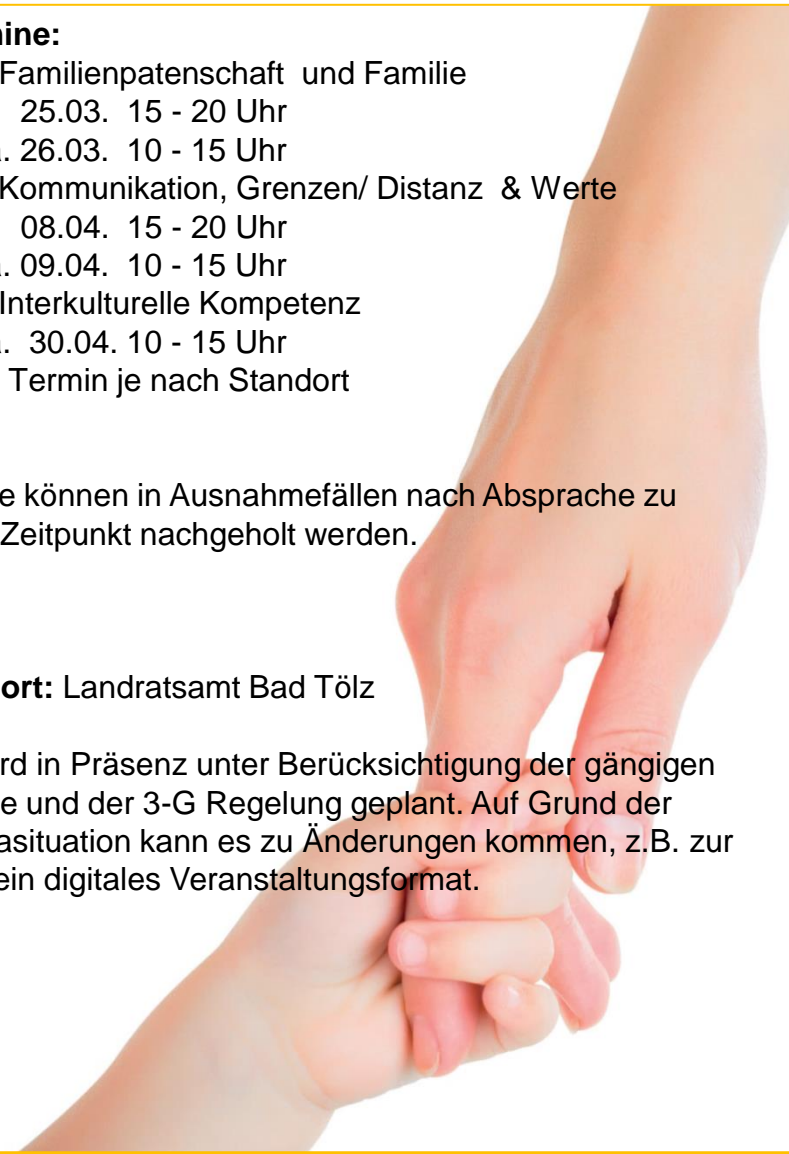 nine:
Familienpatenschaft und Familie
25.03. 15 - 20 Uhr
. 26.03. 10 - 15 Uhr
Kommunikation, Grenzen/ Distanz & Werte
08.04. 15 - 20 Uhr
. 09.04. 10 - 15 Uhr
Interkulturelle Kompetenz
. 30.04. 10 - 15 Uhr
Termin je nach Standort
e können in Ausnahmefällen nach Absprache zu
Zeitpunkt nachgeholt werden.
ort: Landratsamt Bad Tölz
rd in Präsenz unter Berücksichtigung der gängigen
e und der 3-G Regelung geplant. Auf Grund der
asituation kann es zu Änderungen kommen, z.B. zur
ein digitales Veranstaltungsformat.